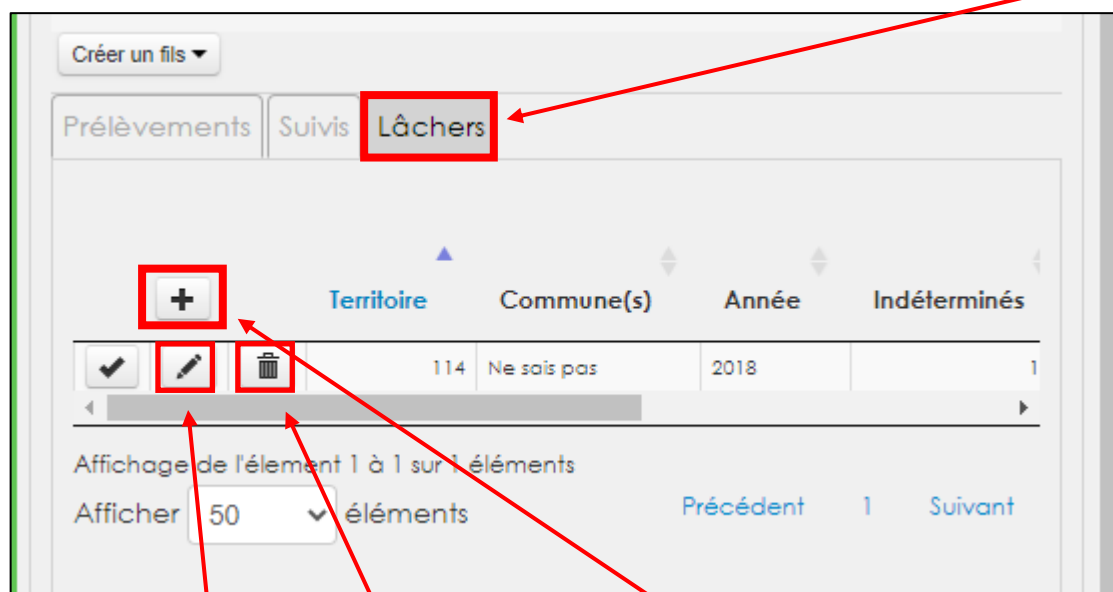 Créer un fils
Prélèvements Suivis Lâchers
Territoire Commune(s) Année Indéterminés
114 Ne sais pas 2018 1
Affichage de l'élement 1 à 1 sur 1 éléments
Afficher 50 éléments Précédent 1 Suivant